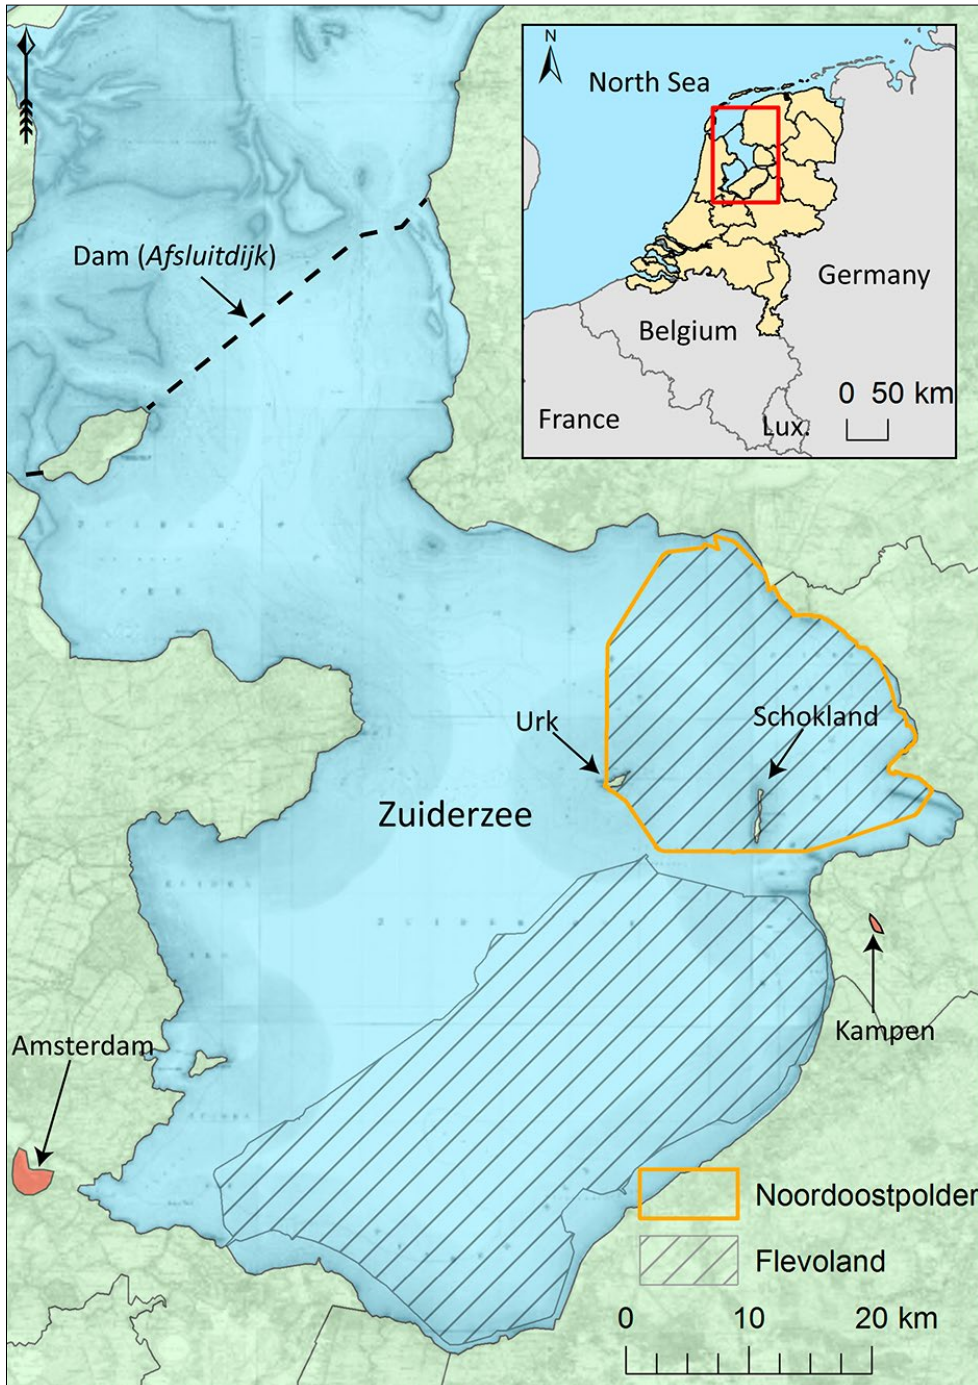 N
North Sea
Dam (Afsluitdijk)
Germany
Belgium
0 50 km
France
Lux.
Urk
Schokland
Zuiderzee
Kampen
Amsterdam
Noordoostpolder
Flevoland
0 10 20 km